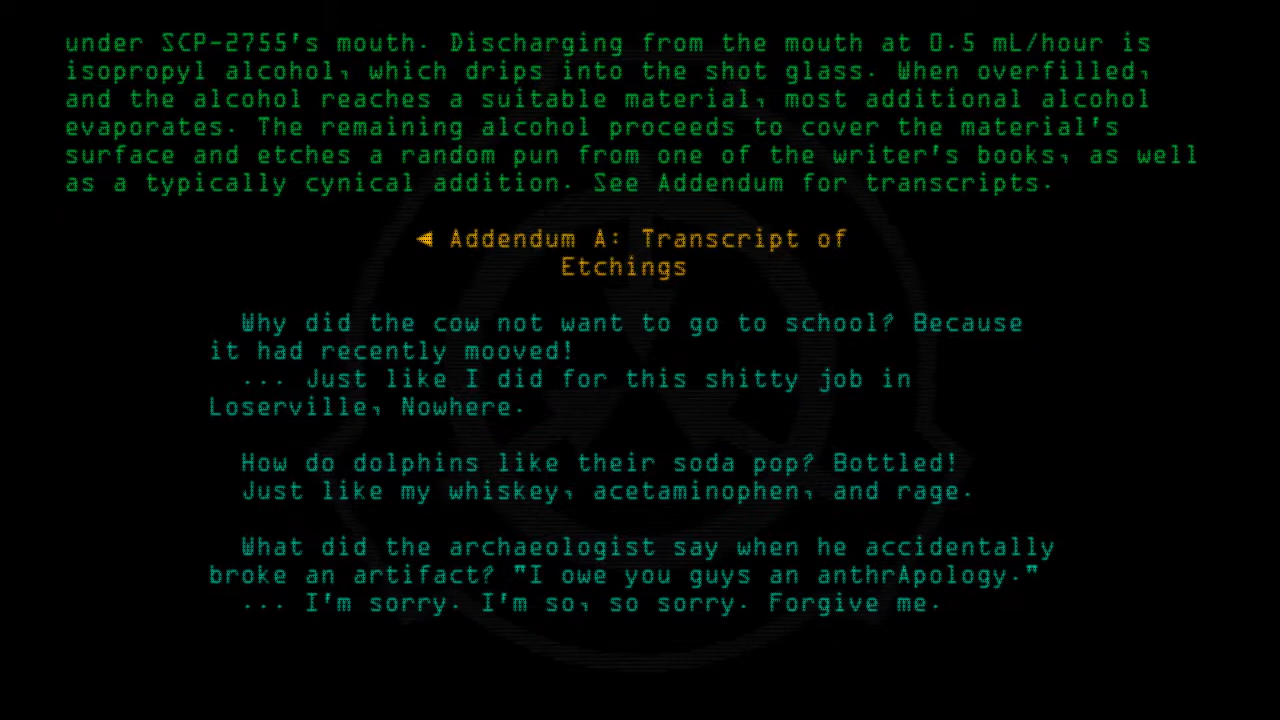 under SCP-2755's mouth. Discharging from the mouth at 0.5 mL/hour is
isopropyl alcohol, which drips into the shot glass. When overfilled,
and the alcohol reaches a suitable material, most additional alcohol
evaporates. The remaining alcohol proceeds to cover the material's
surface and etches a random pun from one of the writer's books, as well
as a typically cynical addition. See Addendum for transcripts.
◄ Addendum A: Transcript of
Etchings
Why did the cow not want to go to school? Because
it had recently mooved!
... Just like I did for this shitty job in
Loserville, Nowhere.
How do dolphins like their soda pop? Bottled!
Just like my whiskey, acetaminophen, and rage.
What did the archaeologist say when he accidentally
broke an artifact? "I owe you guys an anthrApology."
... I'm sorry. I'm so, so sorry. Forgive me.